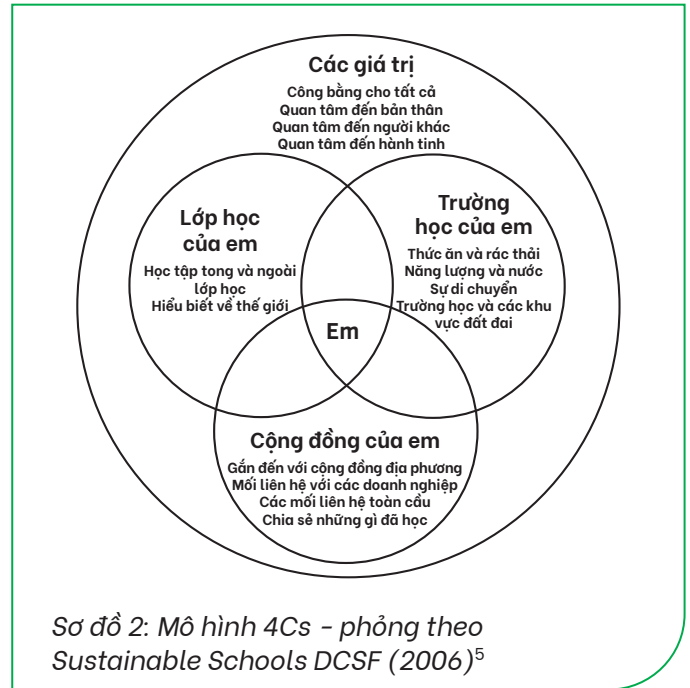 Các giá trị
Công bằng cho tất cả
Quan tâm đến bản thân
Quan tâm đến người khác
Quan tâm đến hành tinh
Lớp học
của em
Học tập tong và ngoài
lớp học
Hiểu biết về thế giới
Trường
học của em
Thức ăn và rác thải
Năng lượng và nước
Sự di chuyển
Trường học và các khu
vực đất đai
Em
Cộng đồng của em
Gắn đến với cộng đồng địa phương
Mối liên hệ với các doanh nghiệp
Các mối liên hệ toàn cầu
Chia sẻ những gì đã học
Sơ đồ 2: Mô hình 4Cs - phỏng theo
Sustainable Schools DCSF (2006)⁵